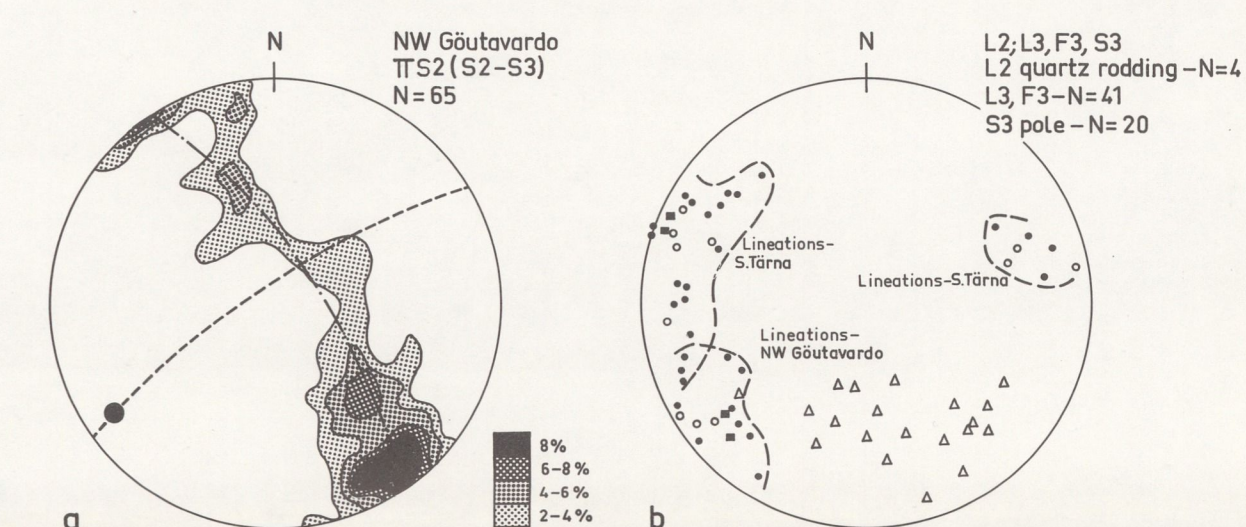 N
NW Göutavardo
πS2(S2-S3)
N=65
8%
6-8%
4-6%
2-4%
a
N
L2;L3,F3,S3
L2 quartz rodding-N=4
L3, F3-N=41
S3 pole-N=20
Lineations-
S.Tärna
Lineations-S.Tärna
Lineations-
NW Göutavardo
b